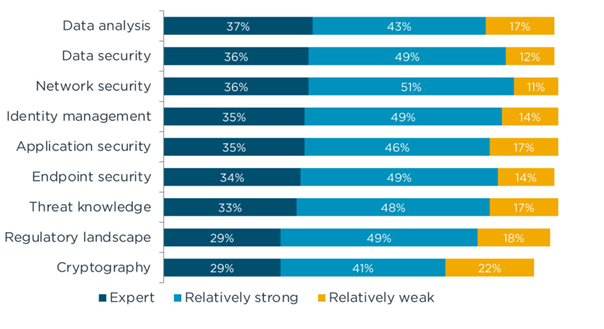 Data analysis 37% 43% 17%
Data security 36% 49% 12%
Network security 36% 51% 11%
Identity management 35% 49% 14%
Application security 35% 46% 17%
Endpoint security 34% 49% 14%
Threat knowledge 33% 48% 17%
Regulatory landscape 29% 49% 18%
Cryptography 29% 41% 22%
Expert Relatively strong Relatively weak